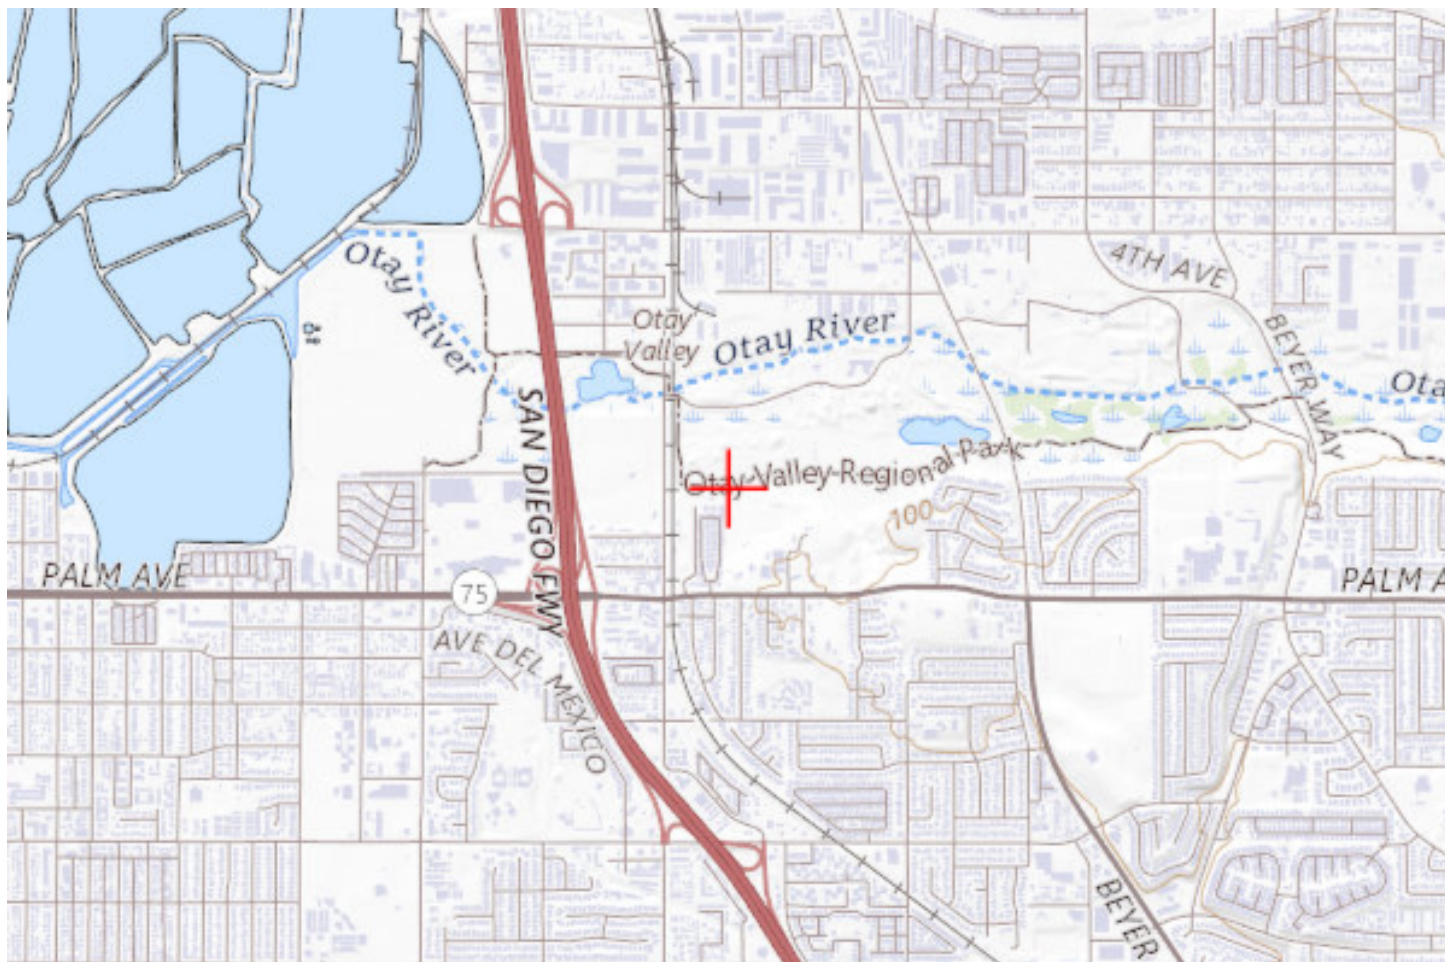 4TH AVE
Otay River
Otay
Valley
Otay River
BEYER WAY
Ota
SAN DIEGO FWY
Otay Valley Regional Park
100
PALM AVE
75
PALM A
AVE DEL MEXICO
BEYER